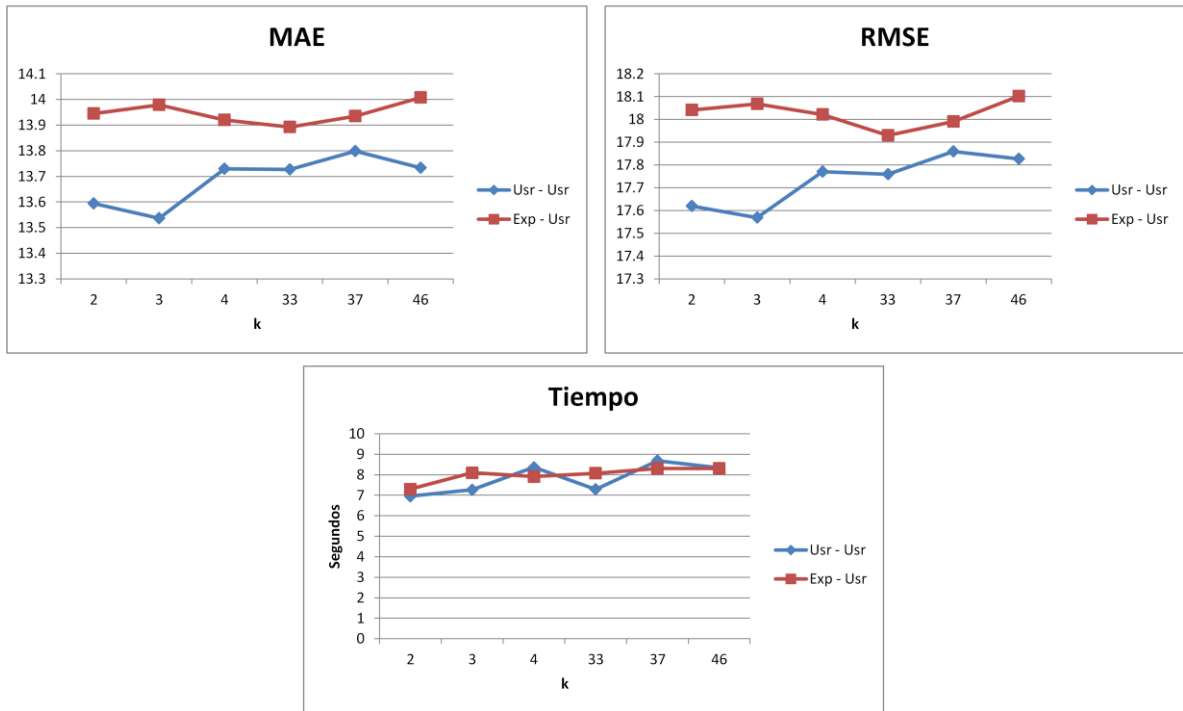 MAE
14.1
14
13.9
13.8
13.7
13.6
13.5
13.4
13.3
2 3 4 33 37 46
k
Usr - Usr
Exp - Usr
RMSE
18.2
18.1
18
17.9
17.8
17.7
17.6
17.5
17.4
17.3
2 3 4 33 37 46
k
Usr - Usr
Exp - Usr
Tiempo
Segundos
10
9
8
7
6
5
4
3
2
1
0
2 3 4 33 37 46
k
Usr - Usr
Exp - Usr